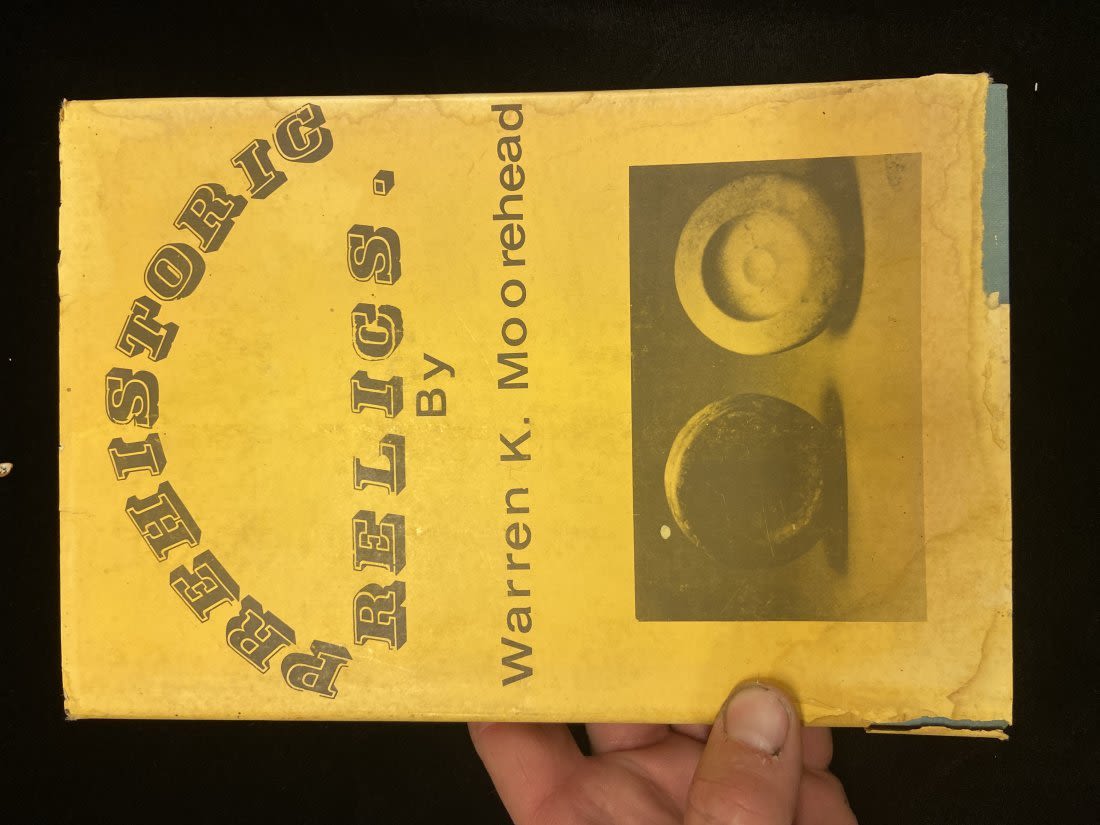 PREHISTORIC
RELICS.
By
Warren K. Moorehead